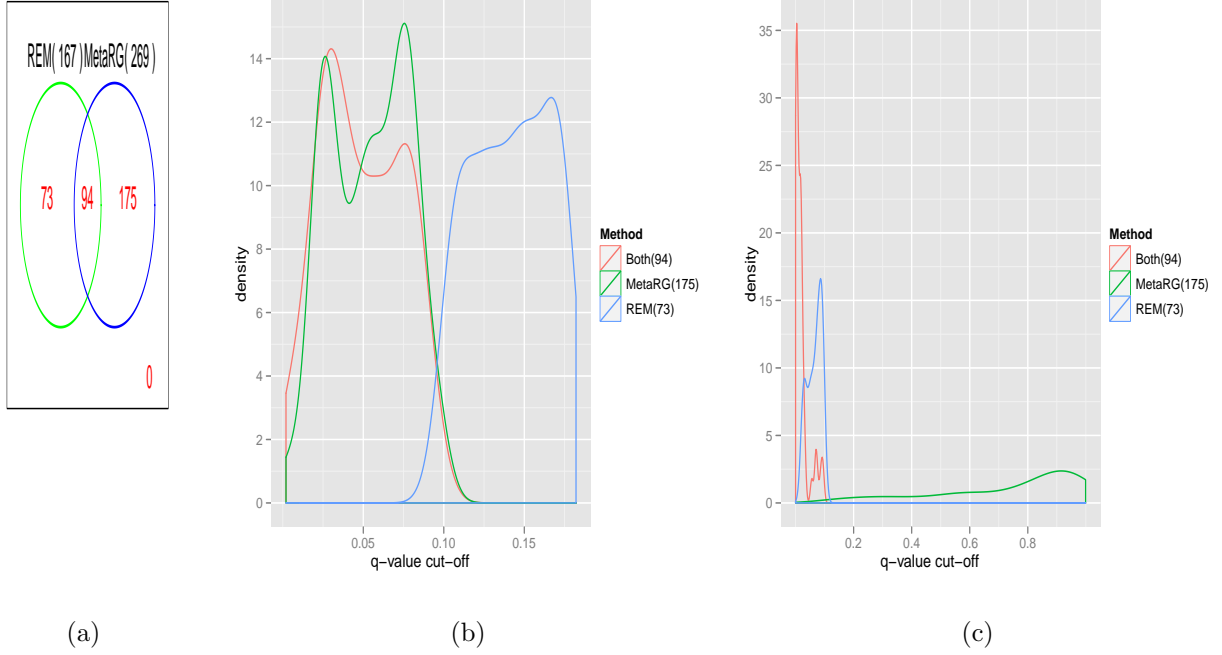 REM( 167 )MetaRG( 269 )
73
94
175
0
14
12
10
8
6
4
2
0
density
0.05
0.10
0.15
q−value cut−off
Method
Both(94)
MetaRG(175)
REM(73)
35
30
25
20
15
10
5
0
density
0.2
0.4
0.6
0.8
q−value cut−off
Method
Both(94)
MetaRG(175)
REM(73)
(a)
(b)
(c)